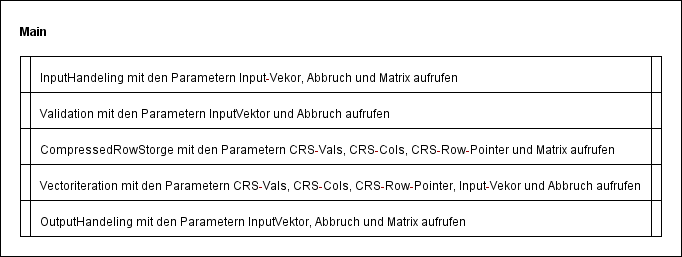 Main
InputHandeling mit den Parametern Input-Vekor, Abbruch und Matrix aufrufen
Validation mit den Parametern InputVektor und Abbruch aufrufen
CompressedRowStorge mit den Parametern CRS-Vals, CRS-Cols, CRS-Row-Pointer und Matrix aufrufen
Vectoriteration mit den Parametern CRS-Vals, CRS-Cols, CRS-Row-Pointer, Input-Vekor und Abbruch aufrufen
OutputHandeling mit den Parametern InputVektor, Abbruch und Matrix aufrufen